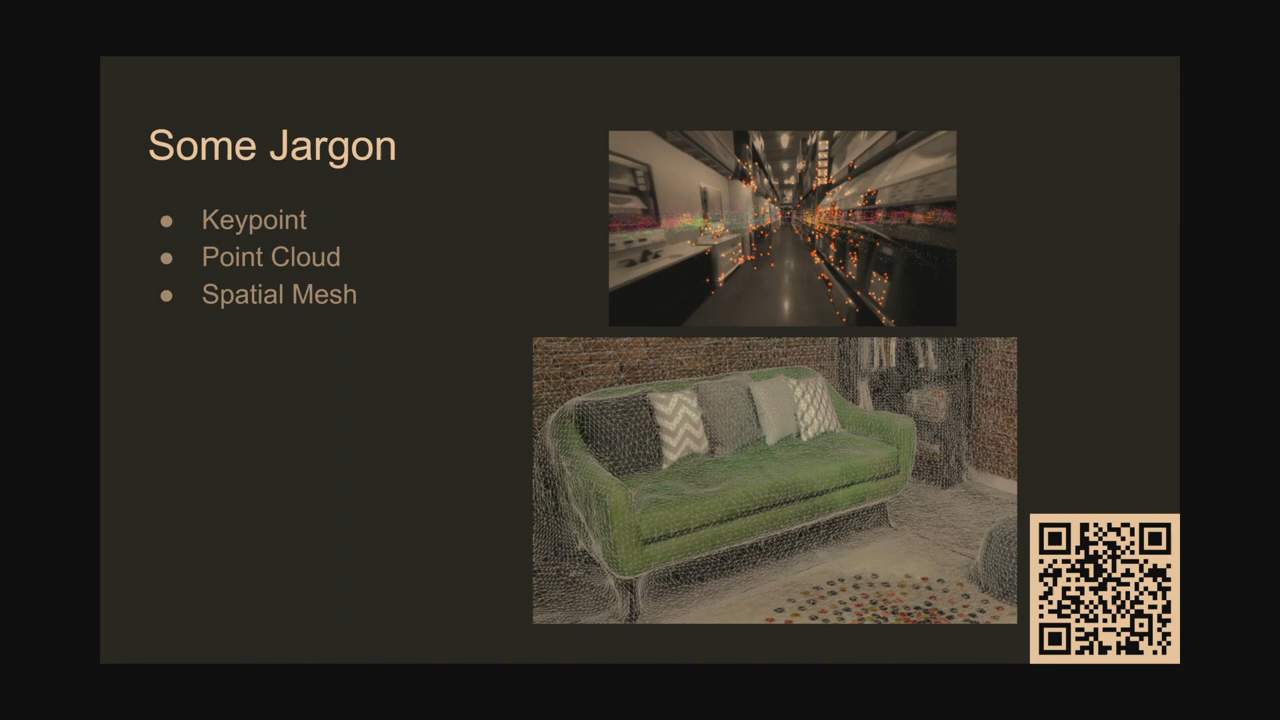 Some Jargon
● Keypoint
● Point Cloud
● Spatial Mesh